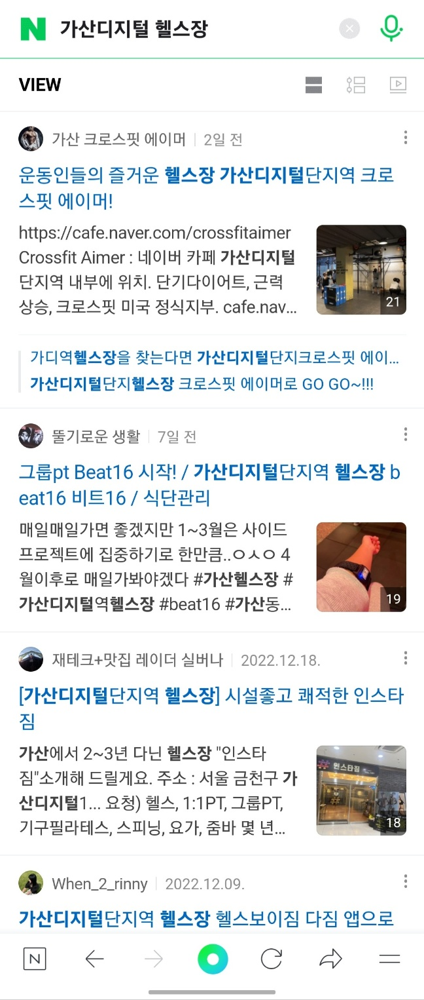 N 가산디지털 헬스장
VIEW
가산 크로스핏 에이머 2일 전
운동인들의 즐거운 헬스장 가산디지털단지역 크로
스핏 에이머!
https://cafe.naver.com/crossfitaimer
Crossfit Aimer : 네이버 카페 가산디지털
단지역 내부에 위치. 단기다이어트, 근력
상승, 크로스핏 미국 정식지부. cafe.nav...
21
가디역헬스장을 찾는다면 가산디지털단지크로스핏 에이...
가산디지털단지헬스장 크로스핏 에이머로 GO GO~!!!
뚤기로운 생활 7일 전
그룹pt Beat16 시작! / 가산디지털단지역 헬스장 b
eat16 비트16 / 식단관리
매일매일가면 좋겠지만 1~3월은 사이드
프로젝트에 집중하기로 한만큼..ㅇㅅㅇ 4
월이후로 매일가봐야겠다 #가산헬스장 #
가산디지털역헬스장 #beat16 #가산동...
19
재테크+맛집 레이더 실버나 2022.12.18.
[가산디지털단지역 헬스장] 시설좋고 쾌적한 인스타
짐
가산에서 2~3년 다닌 헬스장 "인스타
짐"소개해 드릴게요. 주소 : 서울 금천구 가
산디지털1... 요청) 헬스, 1:1PT, 그룹PT,
기구필라테스, 스피닝, 요가, 줌바 몇 년...
인스타짐
18
When_2_rinny 2022.12.09.
가산디지털단지역 헬스장 헬스보이짐 다짐 앱으로
N